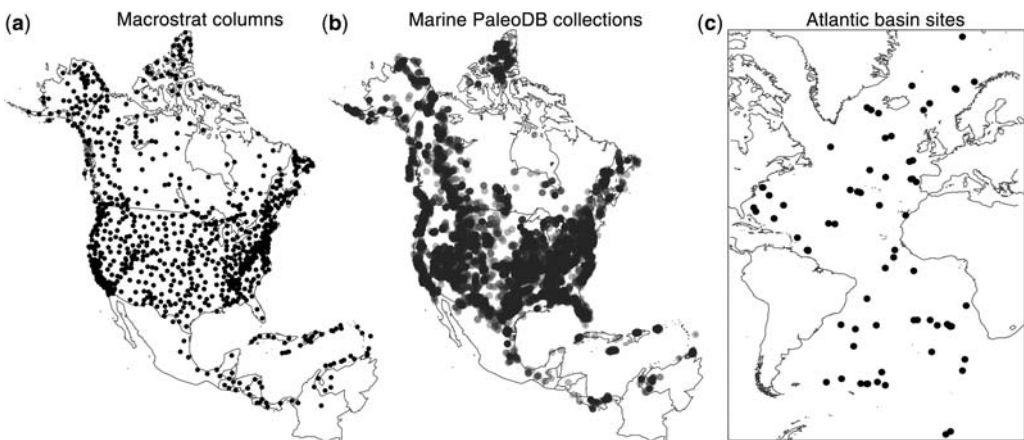 (a) Macrostrat columns
(b) Marine PaleoDB collections
(c) Atlantic basin sites